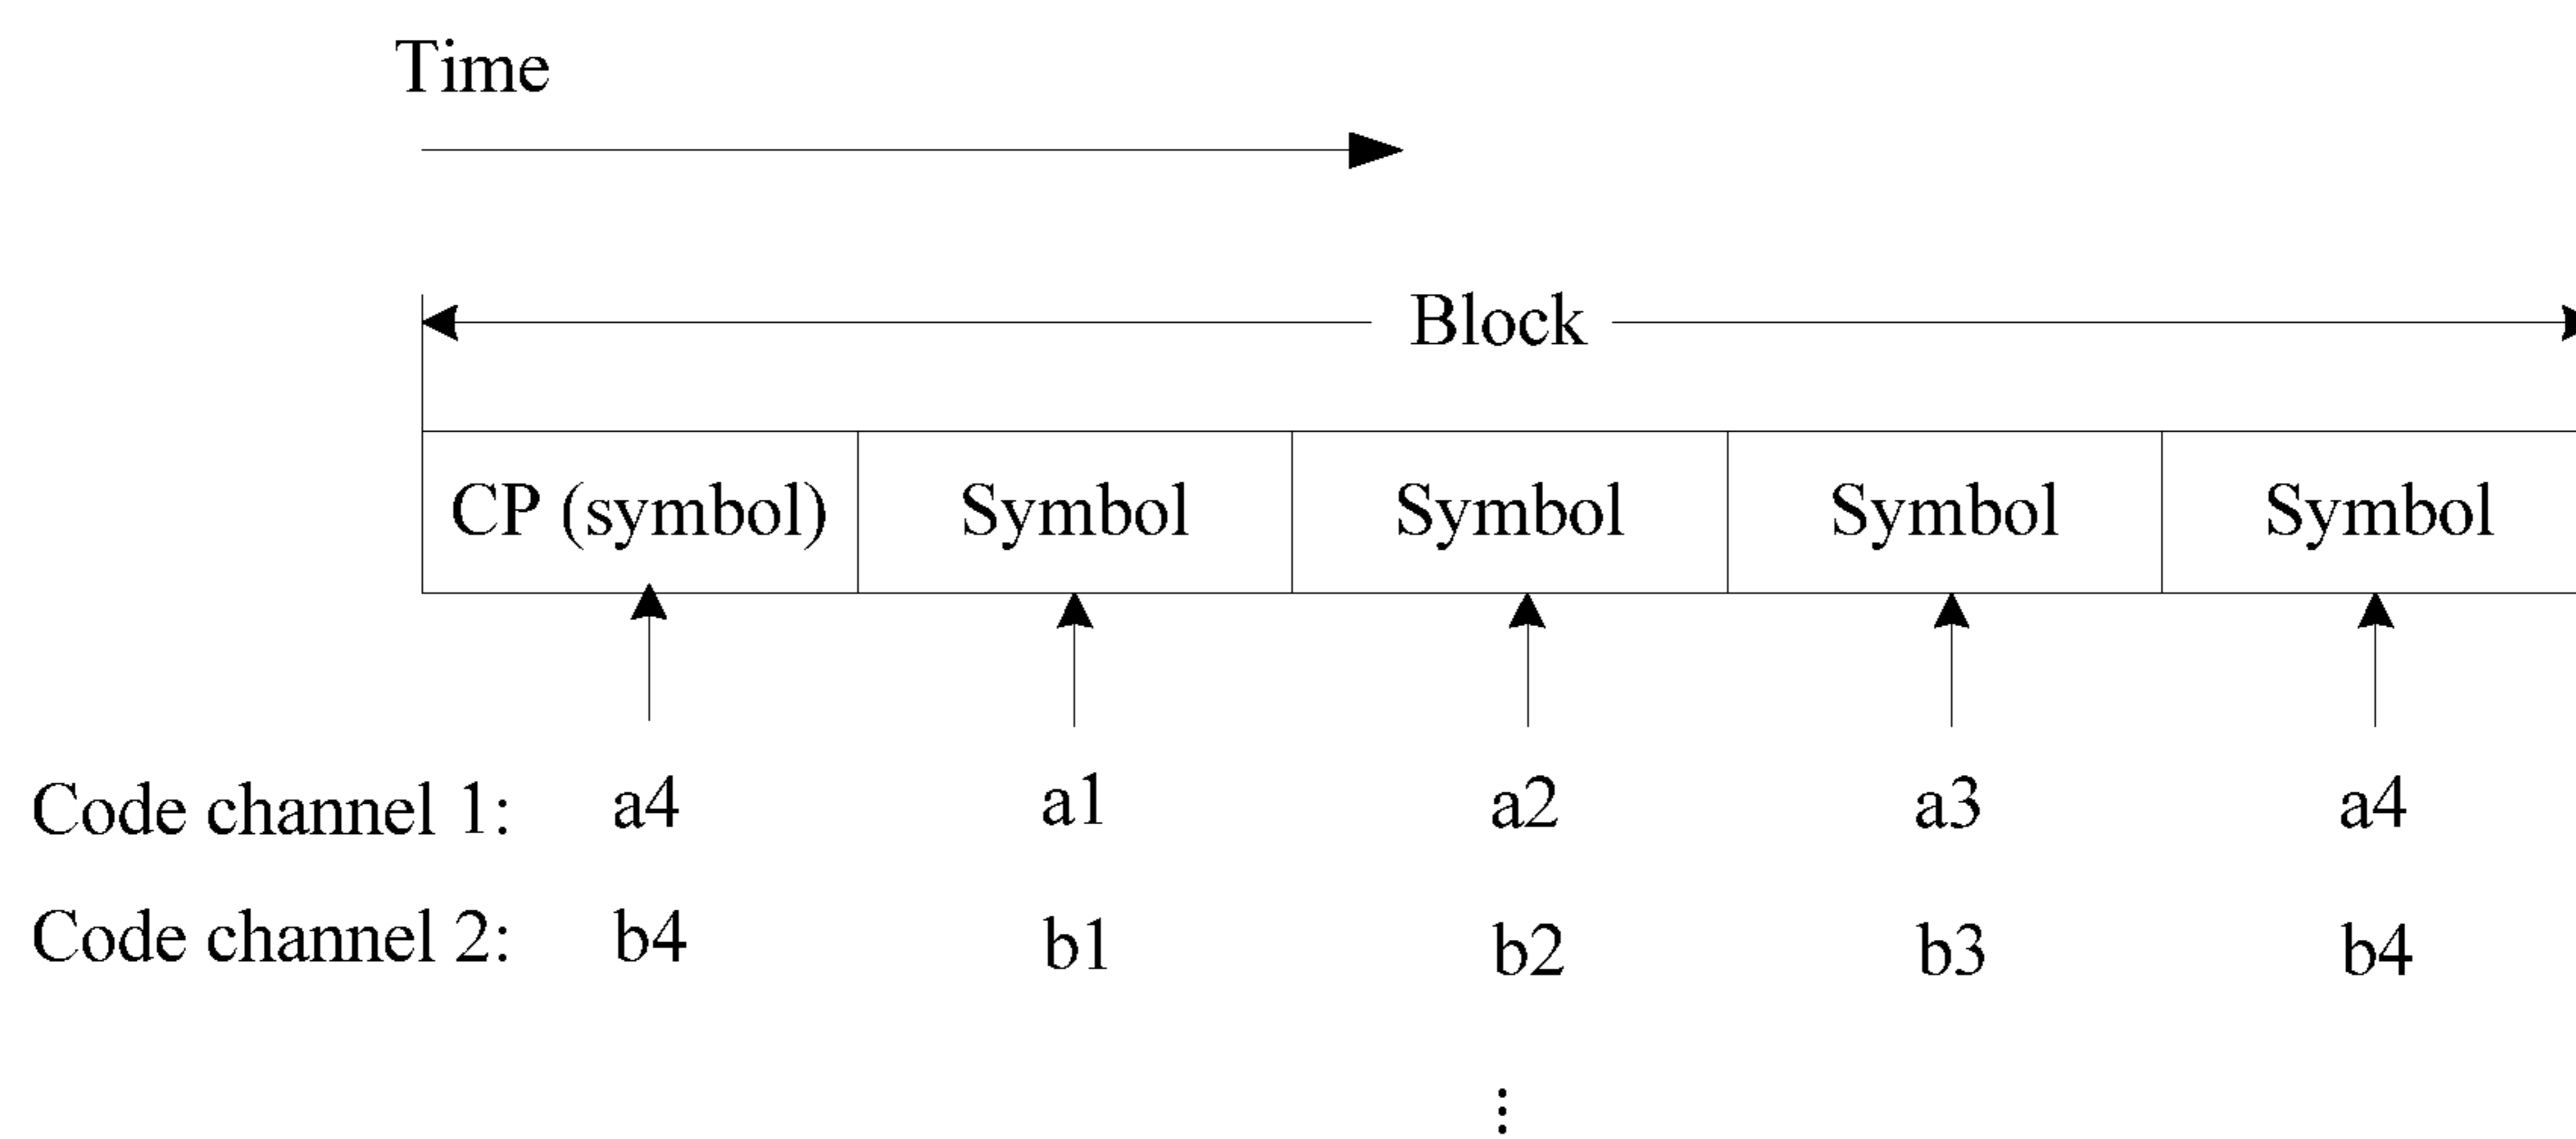 Time
Block
CP (symbol) Symbol Symbol Symbol Symbol
Code channel 1: a4 a1 a2 a3 a4
Code channel 2: b4 b1 b2 b3 b4
⋮